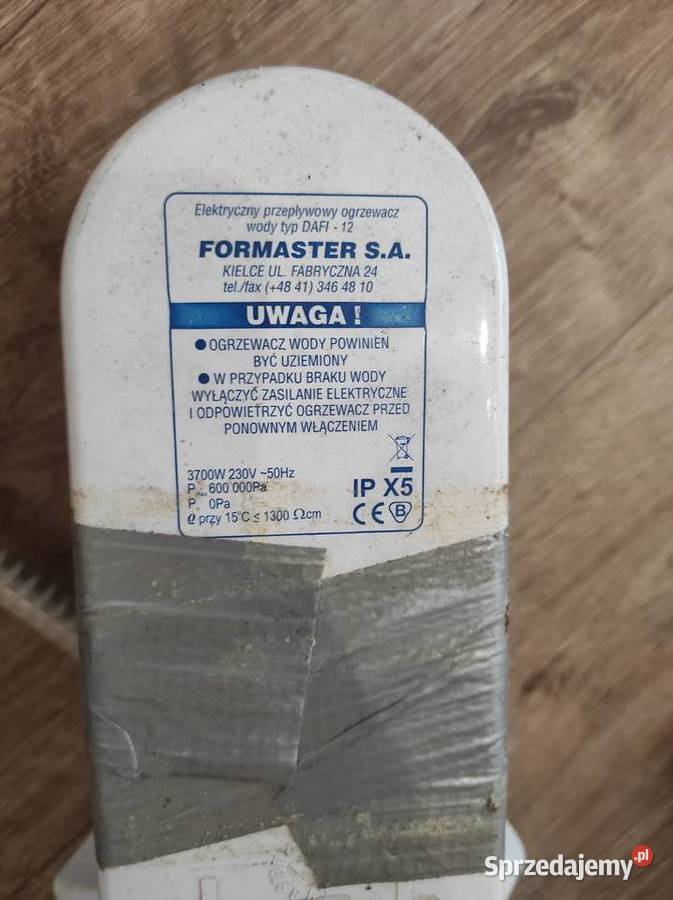 Elektryczny przepływowy ogrzewacz
wody typ DAFI - 12
FORMASTER S.A.
KIELCE UL. FABRYCZNA 24
tel./fax (+48 41) 346 48 10
UWAGA !
● OGRZEWACZ WODY POWINIEN
BYĆ UZIEMIONY
● W PRZYPADKU BRAKU WODY
WYŁĄCZYĆ ZASILANIE ELEKTRYCZNE
I ODPOWIETRZYĆ OGRZEWACZ PRZED
PONOWNYM WŁĄCZENIEM
3700W 230V ~50Hz
P max 600 000Pa
P 0Pa
ϱ przy 15°C ≤ 1300 Ωcm
IP X5
CE B
Sprzedajemy.pl